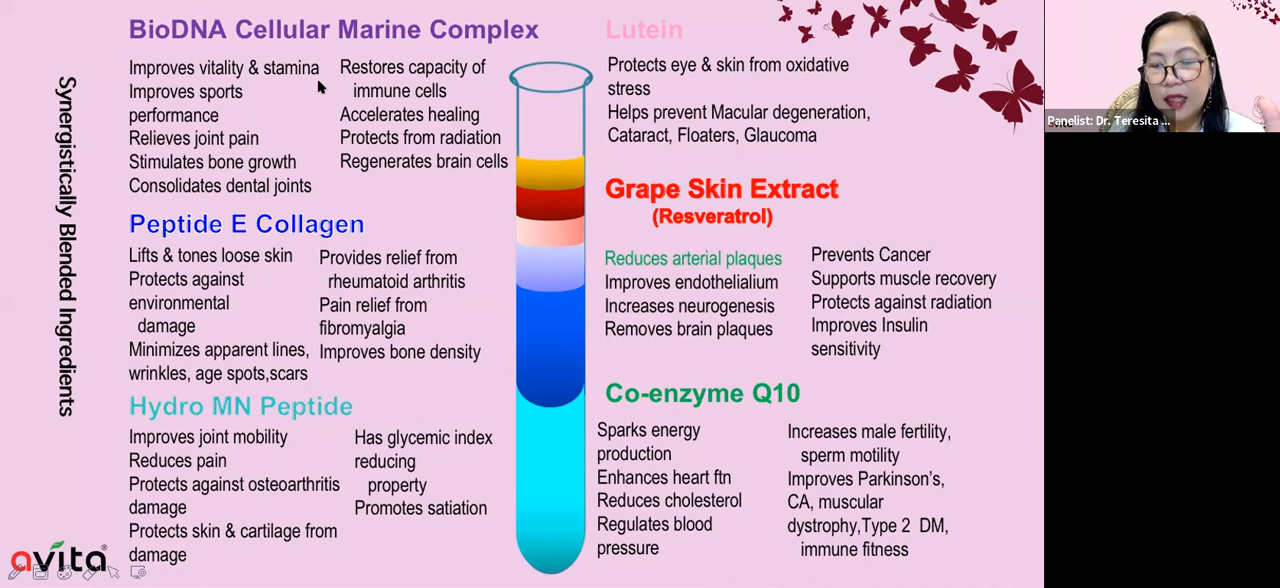 BioDNA Cellular Marine Complex
Improves vitality & stamina
Improves sports
performance
Relieves joint pain
Stimulates bone growth
Consolidates dental joints
Restores capacity of
immune cells
Accelerates healing
Protects from radiation
Regenerates brain cells
Peptide E Collagen
Lifts & tones loose skin
Protects against
environmental
damage
Minimizes apparent lines,
wrinkles, age spots,scars
Provides relief from
rheumatoid arthritis
Pain relief from
fibromyalgia
Improves bone density
Hydro MN Peptide
Improves joint mobility
Reduces pain
Protects against osteoarthritis
damage
Protects skin & cartilage from
damage
Has glycemic index
reducing
property
Promotes satiation
Synergistically Blended Ingredients
avita®
Lutein
Protects eye & skin from oxidative
stress
Helps prevent Macular degeneration,
Cataract, Floaters, Glaucoma
Grape Skin Extract
(Resveratrol)
Reduces arterial plaques
Improves endothelialium
Increases neurogenesis
Removes brain plaques
Prevents Cancer
Supports muscle recovery
Protects against radiation
Improves Insulin
sensitivity
Co-enzyme Q10
Sparks energy
production
Enhances heart ftn
Reduces cholesterol
Regulates blood
pressure
Increases male fertility,
sperm motility
Improves Parkinson's,
CA, muscular
dystrophy,Type 2 DM,
immune fitness
Panelist: Dr. Teresita ...